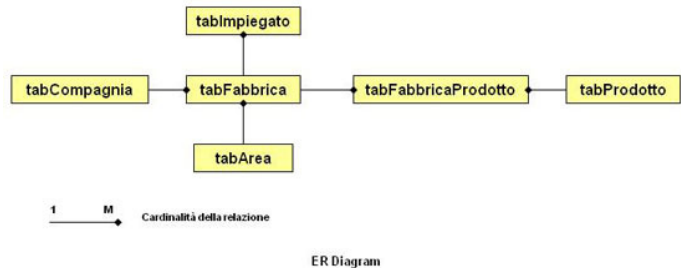 tabImpiegato
tabCompagnia
tabFabbrica
tabFabbricaProdotto
tabProdotto
tabArea
1 M
Cardinalità della relazione
ER Diagram